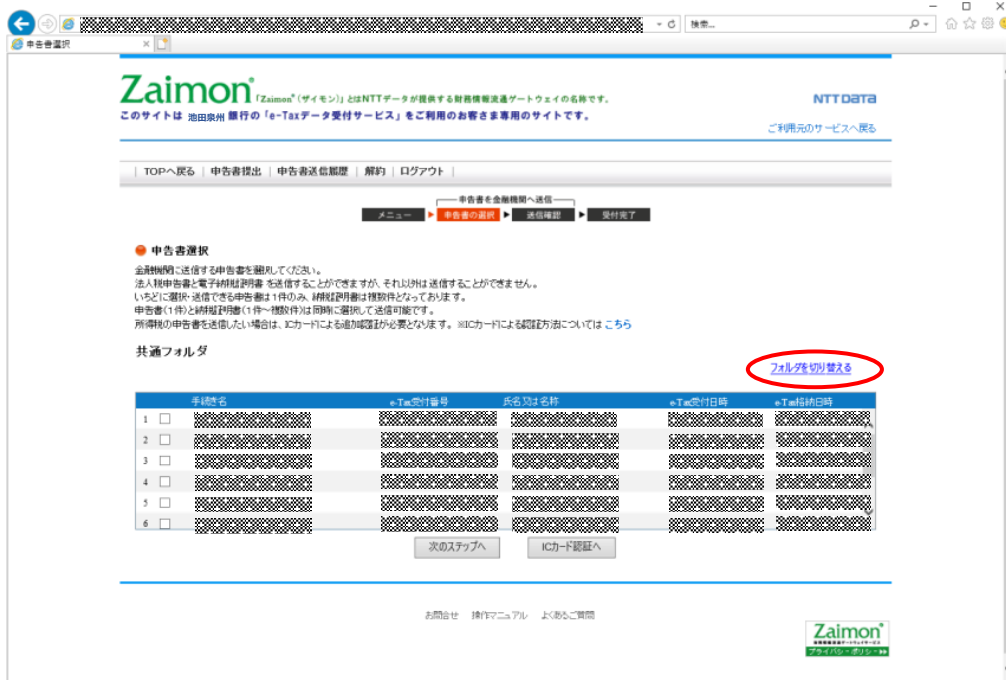 検索...
申告書選択
Zaimon® 「Zaimon®(ザイモン)」とはNTTデータが提供する財務情報流通ゲートウェイの名称です。
NTT DATA
このサイトは 池田泉州 銀行の「e-Taxデータ受付サービス」をご利用のお客さま専用のサイトです。
ご利用元のサービスへ戻る
| TOPへ戻る | 申告書提出 | 申告書送信履歴 | 解約 | ログアウト |
申告書を金融機関へ送信
メニュー ▶ 申告書の選択 ▶ 送信確認 ▶ 受付完了
申告書選択
金融機関に送信する申告書を選択してください。
法人税申告書と電子納税証明書 を送信することができますが、それ以外は送信することができません。
いちどに選択・送信できる申告書は1件のみ、納税証明書は複数件となっております。
申告書(1件)と納税証明書(1件~複数件)は同時に選択して送信可能です。
所得税の申告書を送信したい場合は、ICカードによる追加認証が必要となります。 ※ICカードによる認証方法については こちら
共通フォルダ
フォルダを切り替える
手続き名 e-Tax受付番号 氏名又は名称 e-Tax受付日時 e-Tax格納日時
1
2
3
4
5
6
次のステップへ ICカード認証へ
お問合せ 操作マニュアル よくあるご質問
Zaimon®
財務情報流通ゲートウェイサービス
プライバシーポリシー